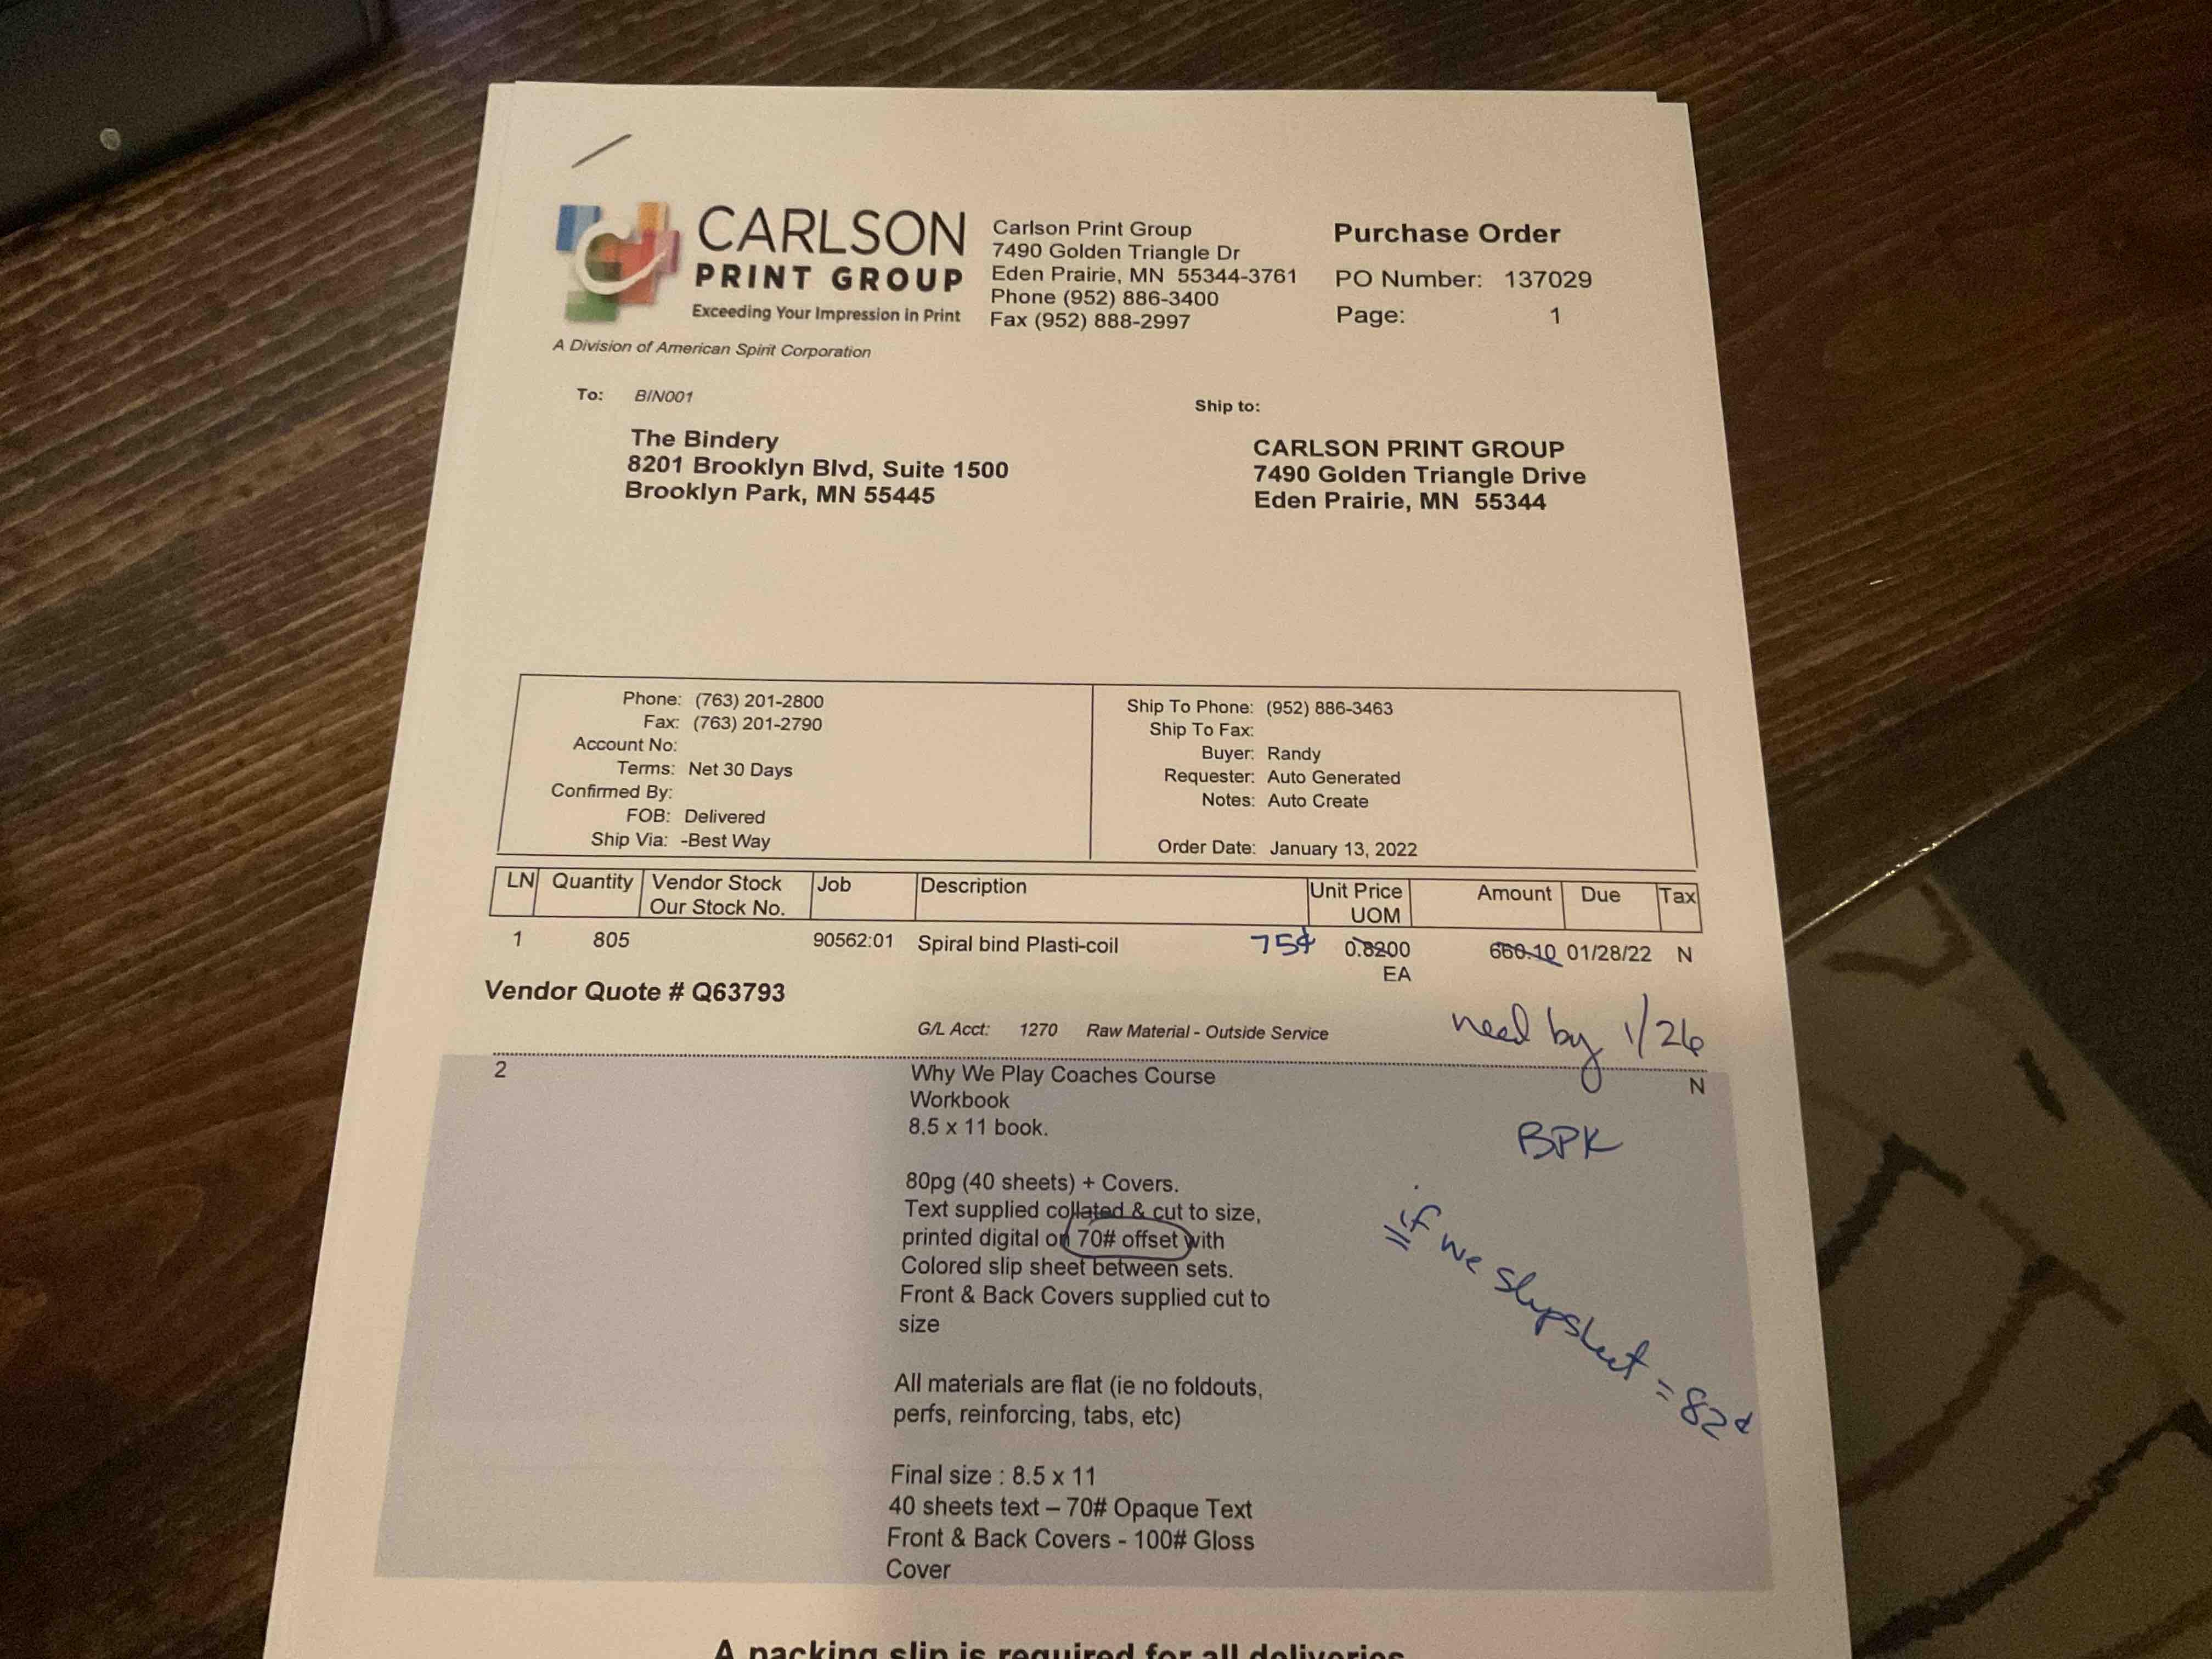 CARLSON
PRINT GROUP
Exceeding Your Impression in Print
A Division of American Spirit Corporation
Carlson Print Group
7490 Golden Triangle Dr
Eden Prairie, MN 55344-3761
Phone (952) 886-3400
Fax (952) 888-2997
Purchase Order
PO Number: 137029
Page: 1
To: BIN001
The Bindery
8201 Brooklyn Blvd, Suite 1500
Brooklyn Park, MN 55445
Ship to:
CARLSON PRINT GROUP
7490 Golden Triangle Drive
Eden Prairie, MN 55344
Phone: (763) 201-2800
Fax: (763) 201-2790
Account No:
Terms: Net 30 Days
Confirmed By:
FOB: Delivered
Ship Via: -Best Way
Ship To Phone: (952) 886-3463
Ship To Fax:
Buyer: Randy
Requester: Auto Generated
Notes: Auto Create
Order Date: January 13, 2022
LN Quantity Vendor Stock Job Description Unit Price Amount Due Tax
Our Stock No. UOM
1 805 90562:01 Spiral bind Plasti-coil 75¢ 0.8200 660.10 01/28/22 N
EA
Vendor Quote # Q63793
G/L Acct: 1270 Raw Material - Outside Service
need by 1/26
2 Why We Play Coaches Course N
Workbook
8.5 x 11 book.
BPK
80pg (40 sheets) + Covers.
Text supplied collated & cut to size,
printed digital on 70# offset with
Colored slip sheet between sets.
Front & Back Covers supplied cut to
size
if we slipsheet = 82¢
All materials are flat (ie no foldouts,
perfs, reinforcing, tabs, etc)
Final size : 8.5 x 11
40 sheets text – 70# Opaque Text
Front & Back Covers - 100# Gloss
Cover
A packing slip is required for all deliveries